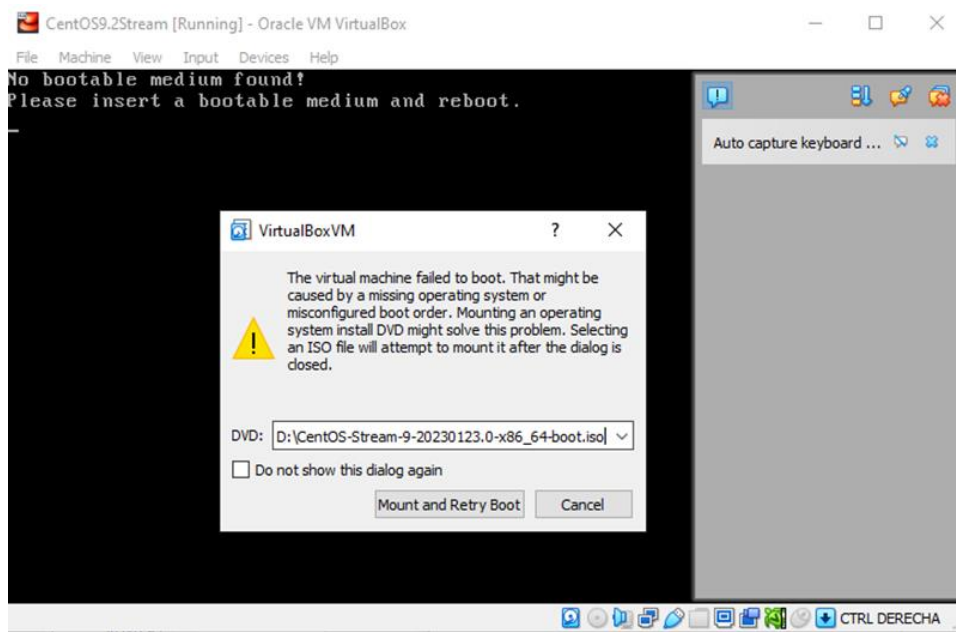 CentOS9.2Stream [Running] - Oracle VM VirtualBox
File Machine View Input Devices Help
No bootable medium found!
Please insert a bootable medium and reboot.
Auto capture keyboard ...
VirtualBoxVM
The virtual machine failed to boot. That might be
caused by a missing operating system or
misconfigured boot order. Mounting an operating
system install DVD might solve this problem. Selecting
an ISO file will attempt to mount it after the dialog is
closed.
DVD: D:\CentOS-Stream-9-20230123.0-x86_64-boot.iso
Do not show this dialog again
Mount and Retry Boot Cancel
CTRL DERECHA